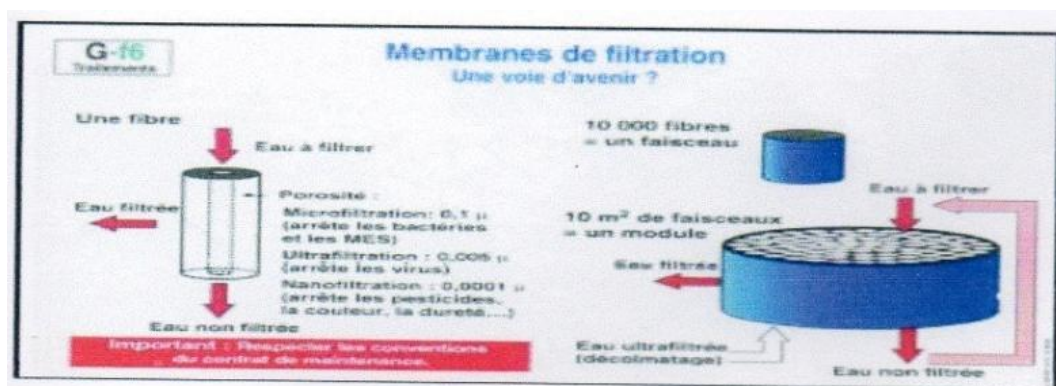 G-f6
Traitements
Membranes de filtration
Une voie d'avenir ?
Une fibre
Eau à filtrer
Eau filtrée
Porosité :
Microfiltration : 0,1 µ
(arrête les bactéries
et les MES)
Ultrafiltration : 0,005 µ
(arrête les virus)
Nanofiltration : 0,0001 µ
(arrête les pesticides,
la couleur, la dureté,...)
Eau non filtrée
Important : Respecter les conventions
du contrat de maintenance.
10 000 fibres
= un faisceau
Eau à filtrer
10 m² de faisceaux
= un module
Eau filtrée
Eau ultrafiltrée
(décolmatage)
Eau non filtrée